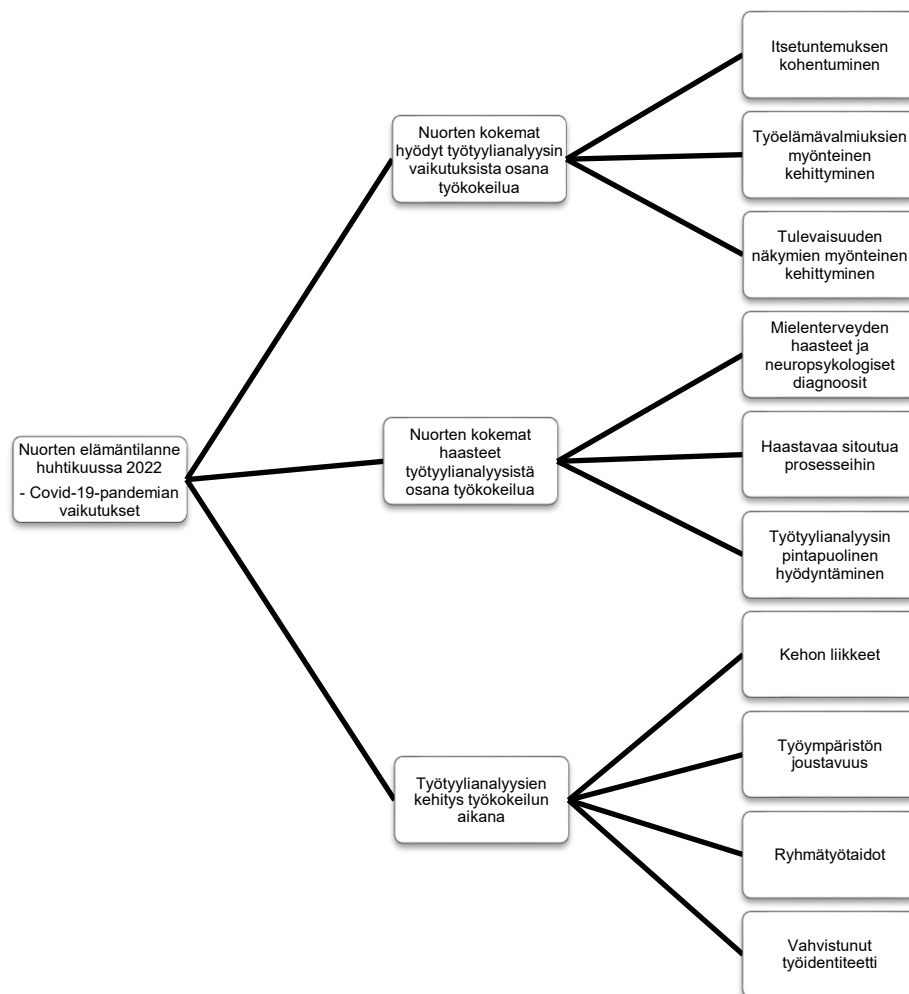 Nuorten elämäntilanne
huhtikuussa 2022
- Covid-19-pandemian
vaikutukset
Nuorten kokemat
hyödyt työtyylianalyysin
vaikutuksista osana
työkokeilua
Itsetuntemuksen
kohentuminen
Työelämävalmiuksien
myönteinen
kehittyminen
Tulevaisuuden
näkymien myönteinen
kehittyminen
Nuorten kokemat
haasteet
työtyylianalyysistä
osana työkokeilua
Mielenterveyden
haasteet ja
neuropsykologiset
diagnoosit
Haastavaa sitoutua
prosesseihin
Työtyylianalyysin
pintapuolinen
hyödyntäminen
Työtyylianalyysien
kehitys työkokeilun
aikana
Kehon liikkeet
Työympäristön
joustavuus
Ryhmätyötaidot
Vahvistunut
työidentiteetti